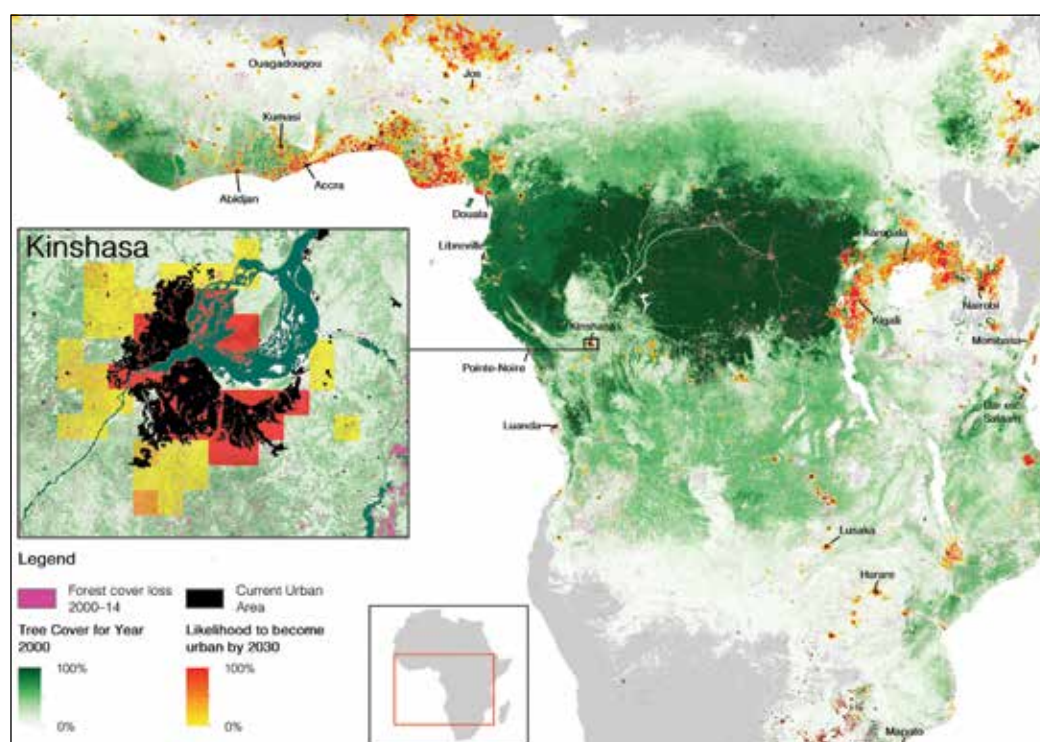 Ouagadougou
Jos
Kumasi
Abidjan
Accra
Douala
Libreville
Kinshasa
Kampala
Kigali
Nairobi
Mombasa
Kinshasa
Pointe-Noire
Dar es
Salaam
Luanda
Lusaka
Harare
Maputo
Legend
Forest cover loss
2000–14
Current Urban
Area
Tree Cover for Year
2000
100%
0%
Likelihood to become
urban by 2030
100%
0%